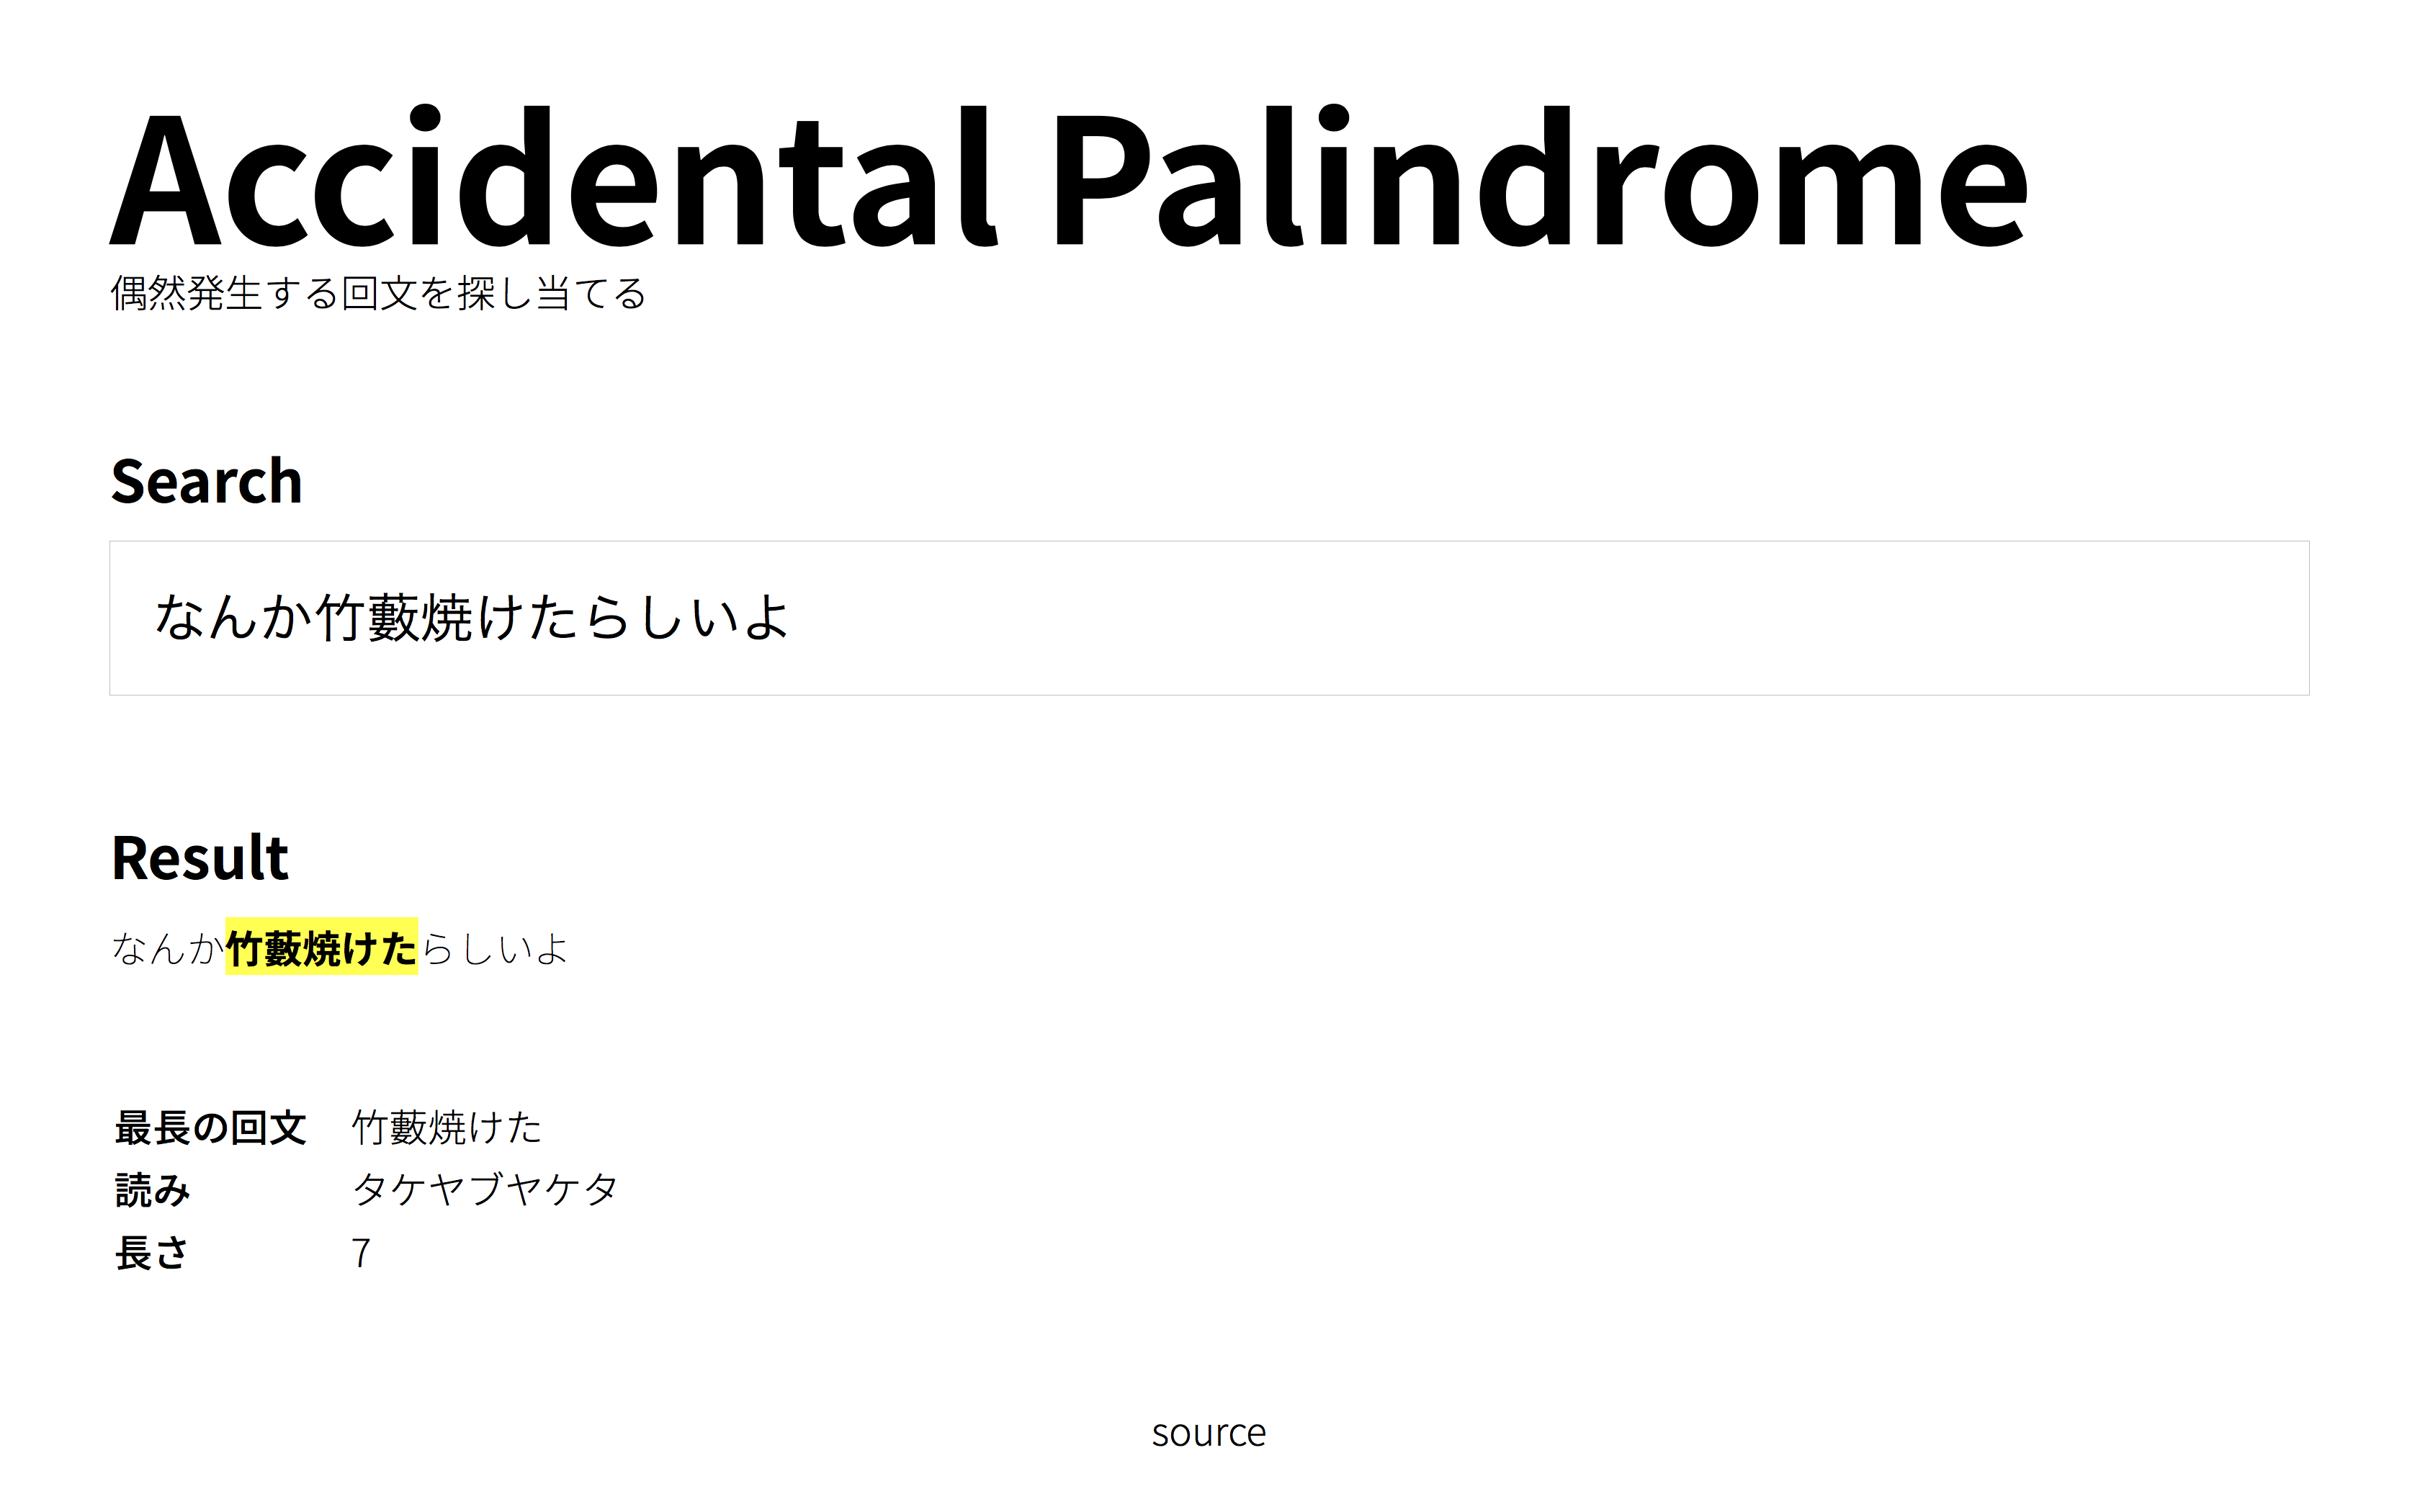 Accidental Palindrome
偶然発生する回文を探し当てる
Search
なんか竹藪焼けたらしいよ
Result
なんか竹藪焼けたらしいよ
最長の回文 竹藪焼けた
読み タケヤブヤケタ
長さ 7
source